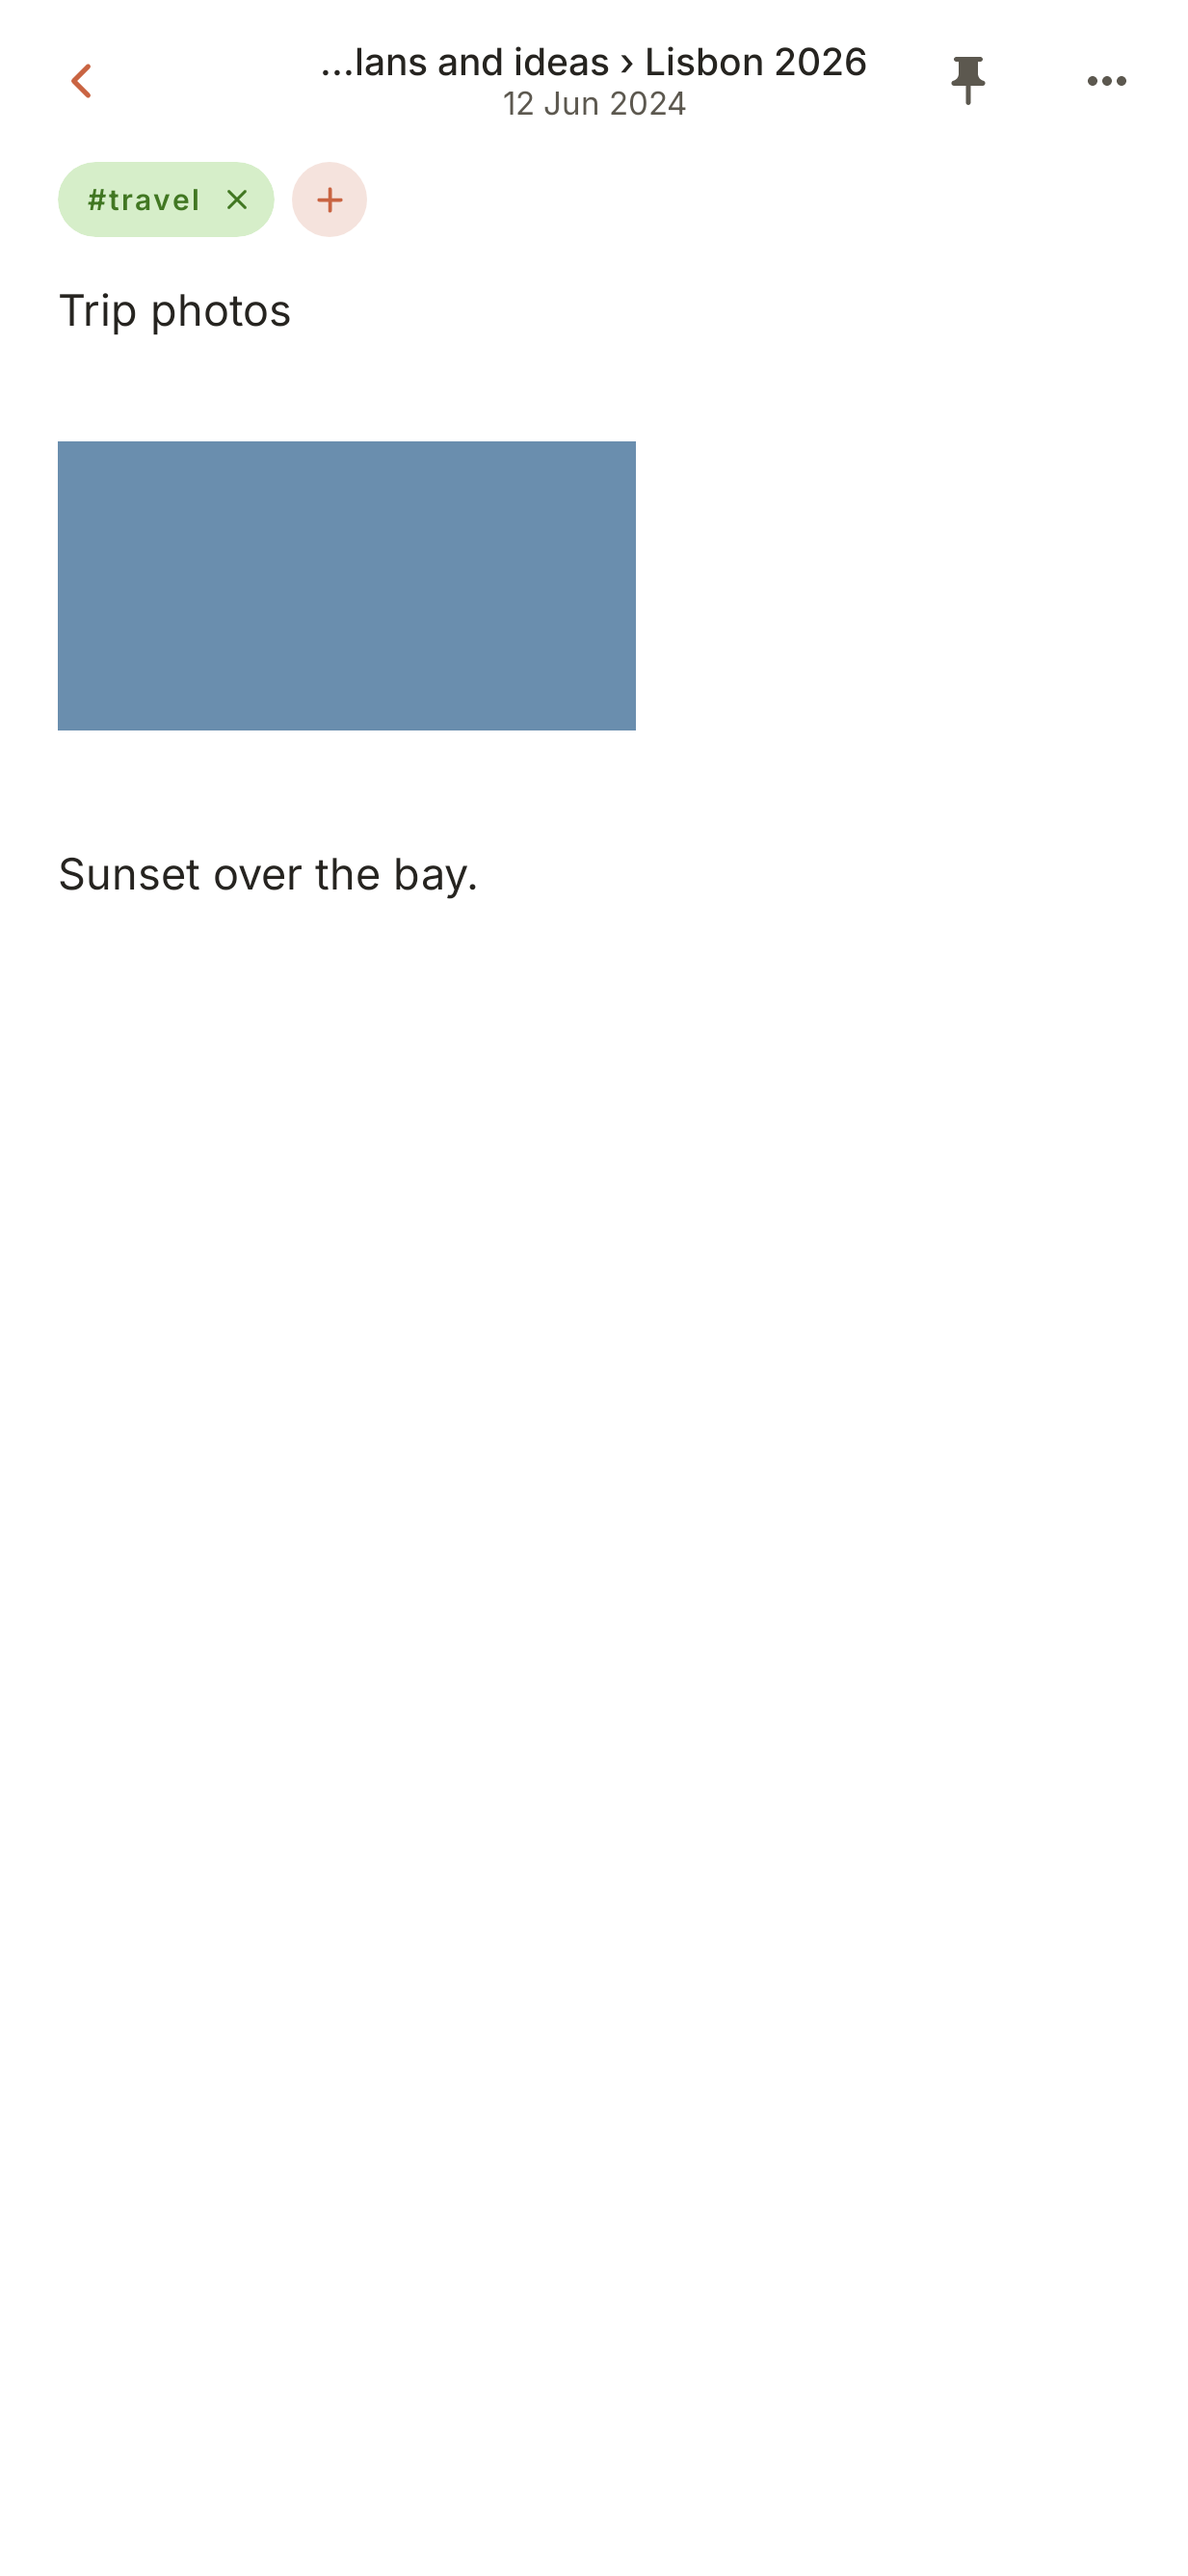 ...lans and ideas › Lisbon 2026
12 Jun 2024
#travel
Trip photos
Sunset over the bay.